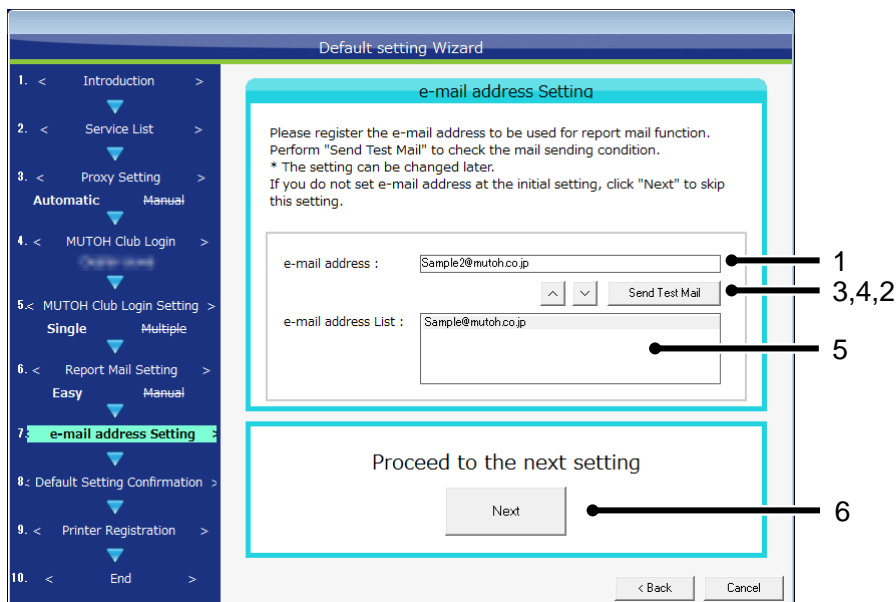 Default setting Wizard
1. < Introduction >
2. < Service List >
3. < Proxy Setting >
Automatic Manual
4. < MUTOH Club Login >
5.< MUTOH Club Login Setting >
Single Multiple
6. < Report Mail Setting >
Easy Manual
7. e-mail address Setting >
8.< Default Setting Confirmation >
9. < Printer Registration >
10. < End >
e-mail address Setting
Please register the e-mail address to be used for report mail function.
Perform "Send Test Mail" to check the mail sending condition.
* The setting can be changed later.
If you do not set e-mail address at the initial setting, click "Next" to skip
this setting.
e-mail address : Sample2@mutoh.co.jp
Send Test Mail
e-mail address List : Sample@mutoh.co.jp
Proceed to the next setting
Next
< Back Cancel
1
3,4,2
5
6